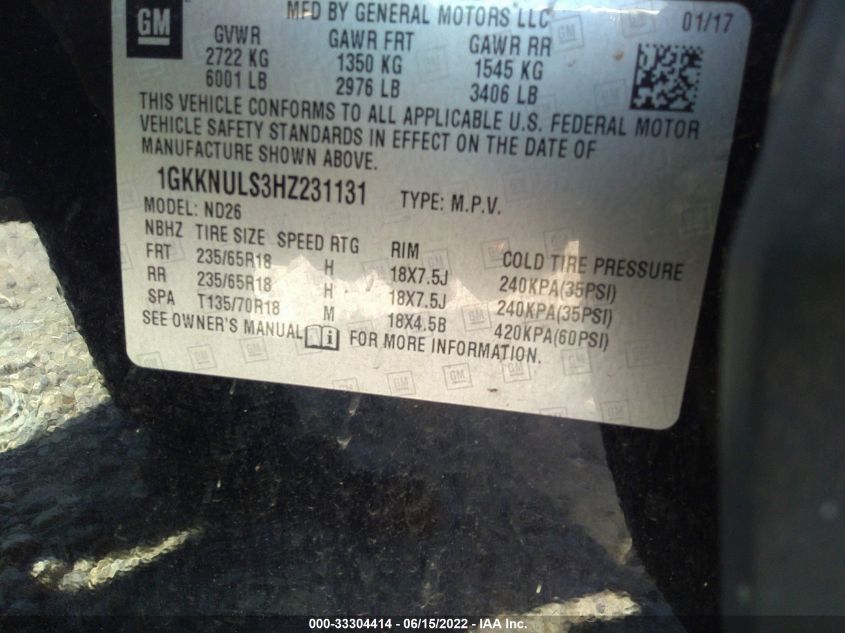 GM
MFD BY GENERAL MOTORS LLC
01/17
GVWR GAWR FRT GAWR RR
2722 KG 1350 KG 1545 KG
6001 LB 2976 LB 3406 LB
THIS VEHICLE CONFORMS TO ALL APPLICABLE U.S. FEDERAL MOTOR
VEHICLE SAFETY STANDARDS IN EFFECT ON THE DATE OF
MANUFACTURE SHOWN ABOVE.
1GKKNULS3HZ231131 TYPE: M.P.V.
MODEL: ND26
NBHZ TIRE SIZE SPEED RTG RIM COLD TIRE PRESSURE
FRT 235/65R18 H 18X7.5J 240KPA(35PSI)
RR 235/65R18 H 18X7.5J 240KPA(35PSI)
SPA T135/70R18 M 18X4.5B 420KPA(60PSI)
SEE OWNER'S MANUAL FOR MORE INFORMATION.
000-33304414 - 06/15/2022 - IAA Inc.